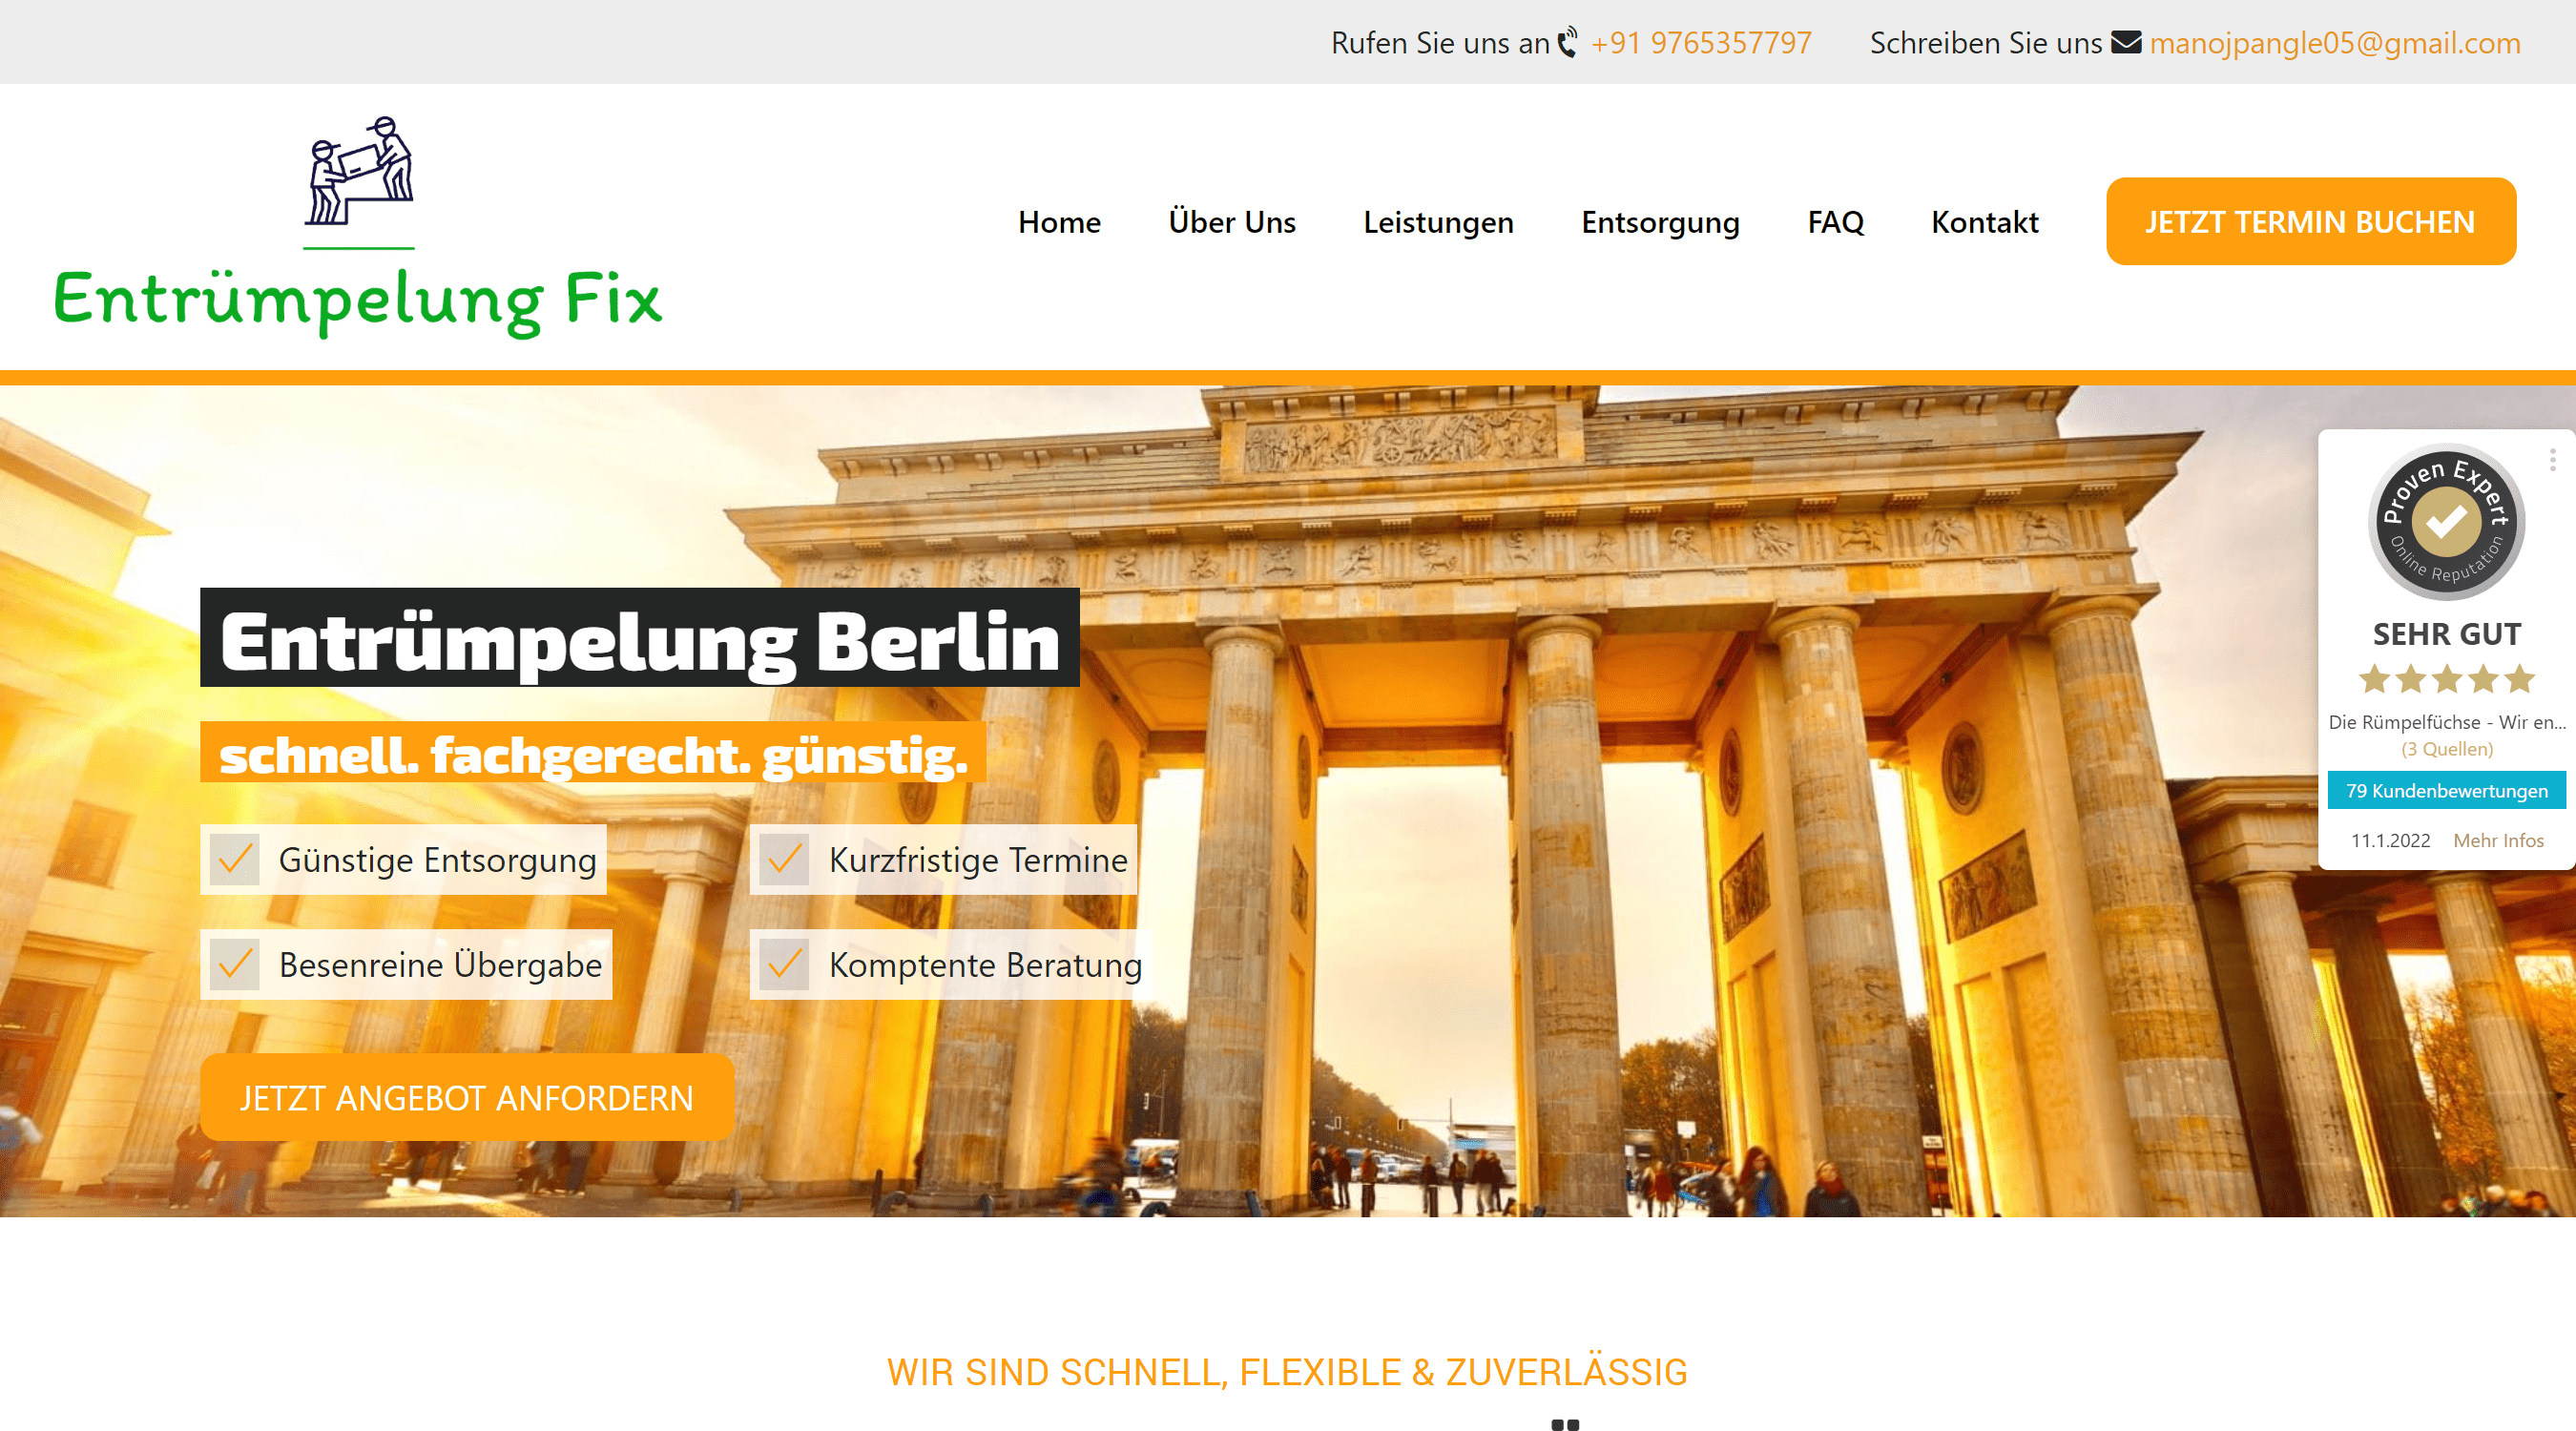 Rufen Sie uns an +91 9765357797 Schreiben Sie uns manojpangle05@gmail.com
Entrümpelung Fix
Home Über Uns Leistungen Entsorgung FAQ Kontakt JETZT TERMIN BUCHEN
Entrümpelung Berlin
schnell. fachgerecht. günstig.
Günstige Entsorgung Kurzfristige Termine
Besenreine Übergabe Komptente Beratung
JETZT ANGEBOT ANFORDERN
Proven Expert
Online Reputation
SEHR GUT
Die Rümpelfüchse - Wir en...
(3 Quellen)
79 Kundenbewertungen
11.1.2022 Mehr Infos
WIR SIND SCHNELL, FLEXIBLE & ZUVERLÄSSIG